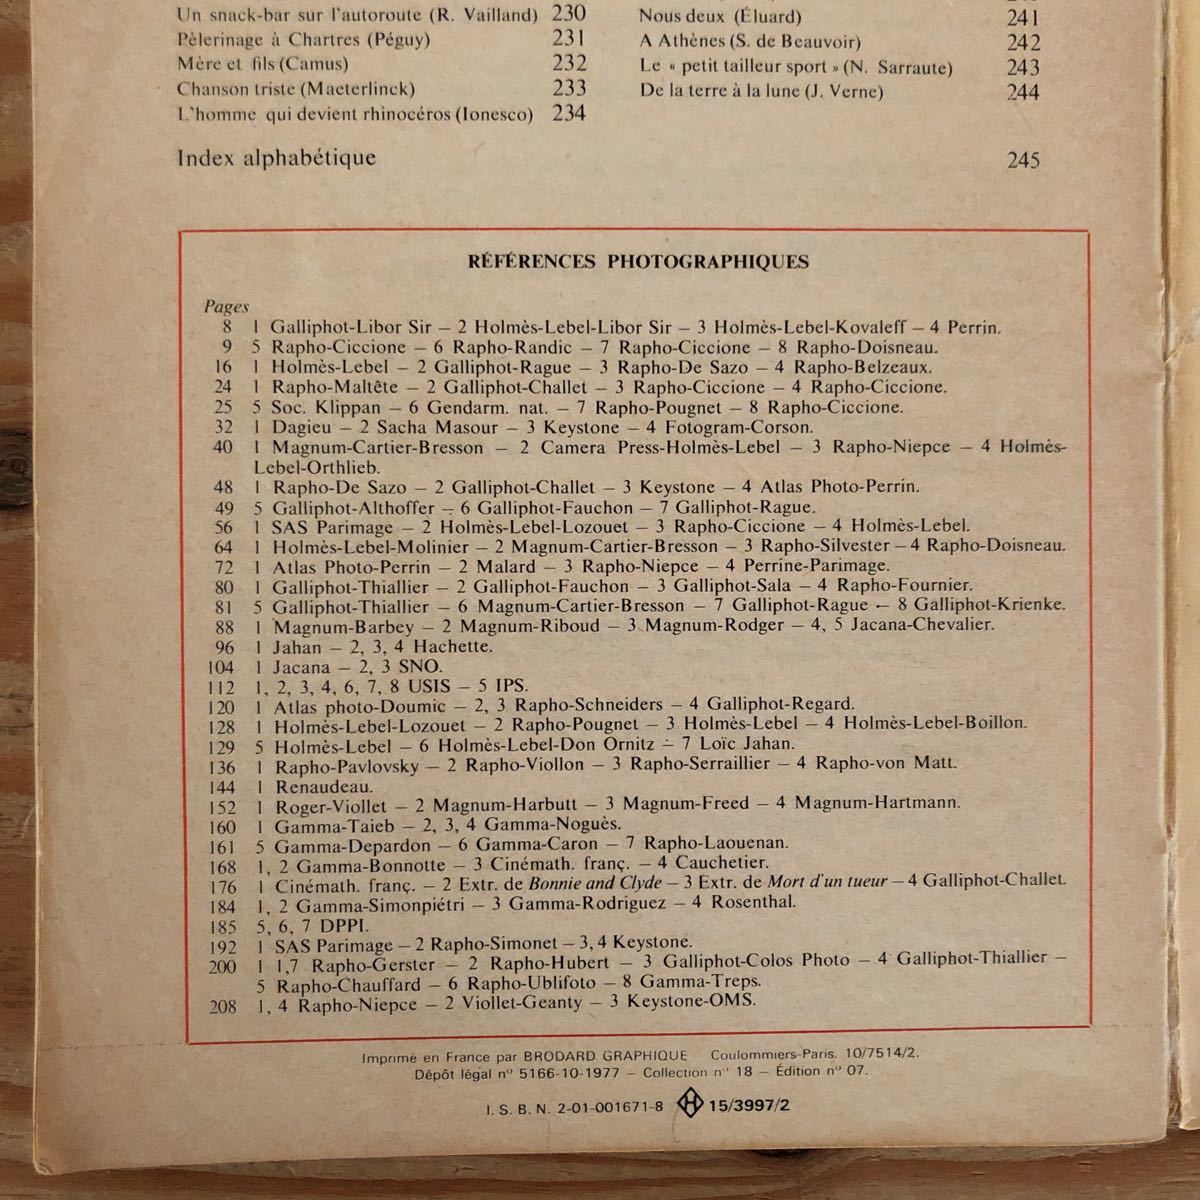 Un snack-bar sur l'autoroute (R. Vailland) 230
Pèlerinage à Chartres (Péguy) 231
Mère et fils (Camus) 232
Chanson triste (Maeterlinck) 233
L'homme qui devient rhinocéros (Ionesco) 234
Nous deux (Éluard) 241
A Athènes (S. de Beauvoir) 242
Le « petit tailleur sport » (N. Sarraute) 243
De la terre à la lune (J. Verne) 244
Index alphabétique 245
RÉFÉRENCES PHOTOGRAPHIQUES
Pages
8 1 Galliphot-Libor Sir – 2 Holmès-Lebel-Libor Sir – 3 Holmès-Lebel-Kovaleff – 4 Perrin.
9 5 Rapho-Ciccione – 6 Rapho-Randic – 7 Rapho-Ciccione – 8 Rapho-Doisneau.
16 1 Holmès-Lebel – 2 Galliphot-Rague – 3 Rapho-De Sazo – 4 Rapho-Belzeaux.
24 1 Rapho-Maltête – 2 Galliphot-Challet – 3 Rapho-Ciccione – 4 Rapho-Ciccione.
25 5 Soc. Klippan – 6 Gendarm. nat. – 7 Rapho-Pougnet – 8 Rapho-Ciccione.
32 1 Dagieu – 2 Sacha Masour – 3 Keystone – 4 Fotogram-Corson.
40 1 Magnum-Cartier-Bresson – 2 Camera Press-Holmès-Lebel – 3 Rapho-Niepce – 4 Holmès-
Lebel-Orthlieb.
48 1 Rapho-De Sazo – 2 Galliphot-Challet – 3 Keystone – 4 Atlas Photo-Perrin.
49 5 Galliphot-Althoffer – 6 Galliphot-Fauchon – 7 Galliphot-Rague.
56 1 SAS Parimage – 2 Holmès-Lebel-Lozouet – 3 Rapho-Ciccione – 4 Holmès-Lebel.
64 1 Holmès-Lebel-Molinier – 2 Magnum-Cartier-Bresson – 3 Rapho-Silvester – 4 Rapho-Doisneau.
72 1 Atlas Photo-Perrin – 2 Malard – 3 Rapho-Niepce – 4 Perrine-Parimage.
80 1 Galliphot-Thiallier – 2 Galliphot-Fauchon – 3 Galliphot-Sala – 4 Rapho-Fournier.
81 5 Galliphot-Thiallier – 6 Magnum-Cartier-Bresson – 7 Galliphot-Rague – 8 Galliphot-Krienke.
88 1 Magnum-Barbey – 2 Magnum-Riboud – 3 Magnum-Rodger – 4, 5 Jacana-Chevalier.
96 1 Jahan – 2, 3, 4 Hachette.
104 1 Jacana – 2, 3 SNO.
112 1, 2, 3, 4, 6, 7, 8 USIS – 5 IPS.
120 1 Atlas photo-Doumic – 2, 3 Rapho-Schneiders – 4 Galliphot-Regard.
128 1 Holmès-Lebel-Lozouet – 2 Rapho-Pougnet – 3 Holmès-Lebel – 4 Holmès-Lebel-Boillon.
129 5 Holmès-Lebel – 6 Holmès-Lebel-Don Ornitz – 7 Loïc Jahan.
136 1 Rapho-Pavlovsky – 2 Rapho-Viollon – 3 Rapho-Serraillier – 4 Rapho-von Matt.
144 1 Renaudeau.
152 1 Roger-Viollet – 2 Magnum-Harbutt – 3 Magnum-Freed – 4 Magnum-Hartmann.
160 1 Gamma-Taieb – 2, 3, 4 Gamma-Noguès.
161 5 Gamma-Depardon – 6 Gamma-Caron – 7 Rapho-Laouenan.
168 1, 2 Gamma-Bonnotte – 3 Cinémath. franç. – 4 Cauchetier.
176 1 Cinémath. franç. – 2 Extr. de Bonnie and Clyde – 3 Extr. de Mort d'un tueur – 4 Galliphot-Challet.
184 1, 2 Gamma-Simonpiétri – 3 Gamma-Rodriguez – 4 Rosenthal.
185 5, 6, 7 DPPI.
192 1 SAS Parimage – 2 Rapho-Simonet – 3, 4 Keystone.
200 1 1,7 Rapho-Gerster – 2 Rapho-Hubert – 3 Galliphot-Colos Photo – 4 Galliphot-Thiallier –
5 Rapho-Chauffard – 6 Rapho-Ublifoto – 8 Gamma-Treps.
208 1, 4 Rapho-Niepce – 2 Viollet-Geanty – 3 Keystone-OMS.
Imprimé en France par BRODARD GRAPHIQUE Coulommiers-Paris. 10/7514/2.
Dépôt légal nº 5166-10-1977 – Collection nº 18 – Édition nº 07.
I. S. B. N. 2-01-001671-8 H 15/3997/2